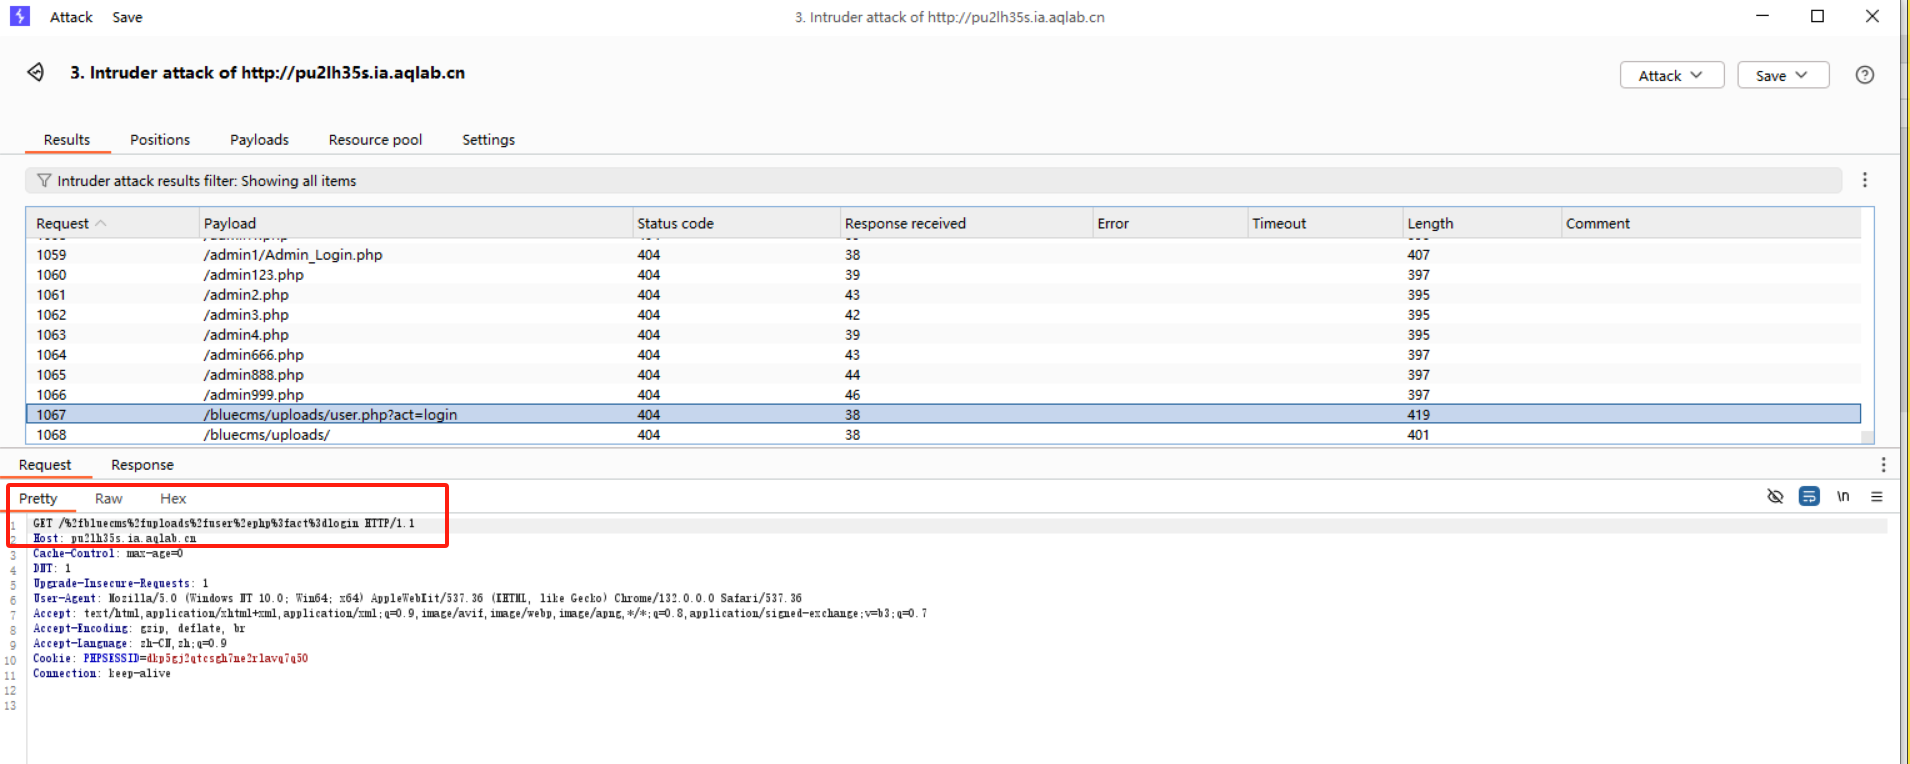 Attack Save 3. Intruder attack of http://pu2lh35s.ia.aqlab.cn
3. Intruder attack of http://pu2lh35s.ia.aqlab.cn Attack Save
Results Positions Payloads Resource pool Settings
Intruder attack results filter: Showing all items
Request Payload Status code Response received Error Timeout Length Comment
1059 /admin1/Admin_Login.php 404 38 407
1060 /admin123.php 404 39 397
1061 /admin2.php 404 43 395
1062 /admin3.php 404 42 395
1063 /admin4.php 404 39 395
1064 /admin666.php 404 43 397
1065 /admin888.php 404 44 397
1066 /admin999.php 404 46 397
1067 /bluecms/uploads/user.php?act=login 404 38 419
1068 /bluecms/uploads/ 404 38 401
Request Response
Pretty Raw Hex \n
1 GET /%2fbluecms%2fuploads%2fuser%2ephp%3fact%3dlogin HTTP/1.1
2 Host: pu2lh35s.ia.aqlab.cn
3 Cache-Control: max-age=0
4 DNT: 1
5 Upgrade-Insecure-Requests: 1
6 User-Agent: Mozilla/5.0 (Windows NT 10.0; Win64; x64) AppleWebKit/537.36 (KHTML, like Gecko) Chrome/132.0.0.0 Safari/537.36
7 Accept: text/html,application/xhtml+xml,application/xml;q=0.9,image/avif,image/webp,image/apng,*/*;q=0.8,application/signed-exchange;v=b3;q=0.7
8 Accept-Encoding: gzip, deflate, br
9 Accept-Language: zh-CN,zh;q=0.9
10 Cookie: PHPSESSID=dkp5gj2qtcsgh7ne2rlavq7q50
11 Connection: keep-alive
12
13